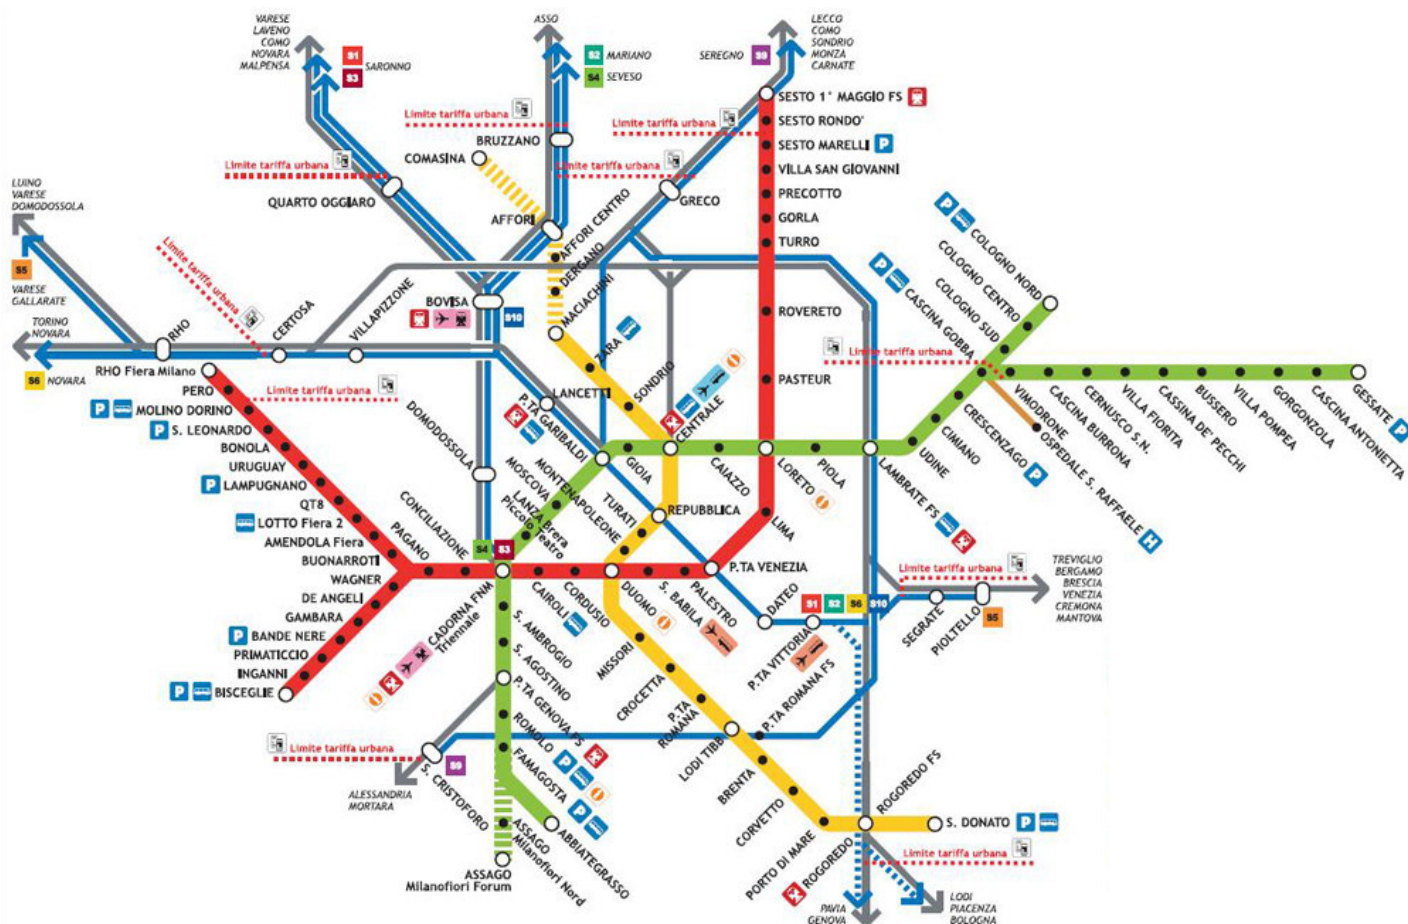 VARESE
LAVENO
COMO
NOVARA
MALPENSA
S1
S3
SARONNO
ASSO
S2
MARIANO
S4
SEVESO
SEREGNO
S9
LECCO
COMO
SONDRIO
MONZA
CARNATE
SESTO 1° MAGGIO FS
SESTO RONDO'
SESTO MARELLI P
VILLA SAN GIOVANNI
PRECOTTO
GORLA
TURRO
ROVERETO
PASTEUR
Limite tariffa urbana
Limite tariffa urbana
Limite tariffa urbana
Limite tariffa urbana
BRUZZANO
COMASINA
QUARTO OGGIARO
AFFORI
GRECO
AFFORI CENTRO
DERGANO
MACIACHINI
LUINO
VARESE
DOMODOSSOLA
S5
VARESE
GALLARATE
TORINO
NOVARA
S6 NOVARA
Limite tariffa urbana
RHO
CERTOSA
VILLAPIZZONE
BOVISA
S10
RHO Fiera Milano
PERO
P MOLINO DORINO
P S. LEONARDO
BONOLA
URUGUAY
P LAMPUGNANO
QT8
LOTTO Fiera 2
AMENDOLA Fiera
BUONARROTI
WAGNER
DE ANGELI
GAMBARA
P BANDE NERE
PRIMATICCIO
INGANNI
P BISCEGLIE
Limite tariffa urbana
DOMODOSSOLA
LANCETTI
P.TA GARIBALDI
ZARA
SONDRIO
CENTRALE
GIOIA
CAIAZZO
LORETO
PIOLA
LAMBRATE FS
UDINE
CIMIANO
CRESCENZAGO P
P CASCINA GOBBA
COLOGNO SUD
COLOGNO CENTRO
P COLOGNO NORD
Limite tariffa urbana
VIMODRONE
CASCINA BURRONA
CERNUSCO S.N.
VILLA FIORITA
CASSINA DE' PECCHI
BUSSERO
VILLA POMPEA
GORGONZOLA
CASCINA ANTONIETTA
GESSATE P
OSPEDALE S. RAFFAELE H
MOSCOVA
MONTENAPOLEONE
LANZA Brera
Piccolo Teatro
TURATI
REPUBBLICA
LIMA
P.TA VENEZIA
CONCILIAZIONE
PAGANO
S4
S3
CADORNA FNM
Triennale
CAIROLI
CORDUSIO
DUOMO
S. BABILA
PALESTRO
DATEO
S1
S2
S6
S10
P.TA VITTORIA
P.TA ROMANA FS
SEGRATE
PIOLTELLO
S5
Limite tariffa urbana
TREVIGLIO
BERGAMO
BRESCIA
VENEZIA
CREMONA
MANTOVA
S. AMBROGIO
S. AGOSTINO
P.TA GENOVA FS
ROMOLO P
FAMAGOSTA P
ABBIATEGRASSO
ASSAGO
Milanofiori Nord
ASSAGO
Milanofiori Forum
MISSORI
CROCETTA
P.TA
ROMANA
LODI TIBB
BRENTA
CORVETTO
PORTO DI MARE
ROGOREDO
ROGOREDO FS
S. DONATO P
Limite tariffa urbana
S. CRISTOFORO
S9
ALESSANDRIA
MORTARA
Limite tariffa urbana
PAVIA
GENOVA
LODI
PIACENZA
BOLOGNA